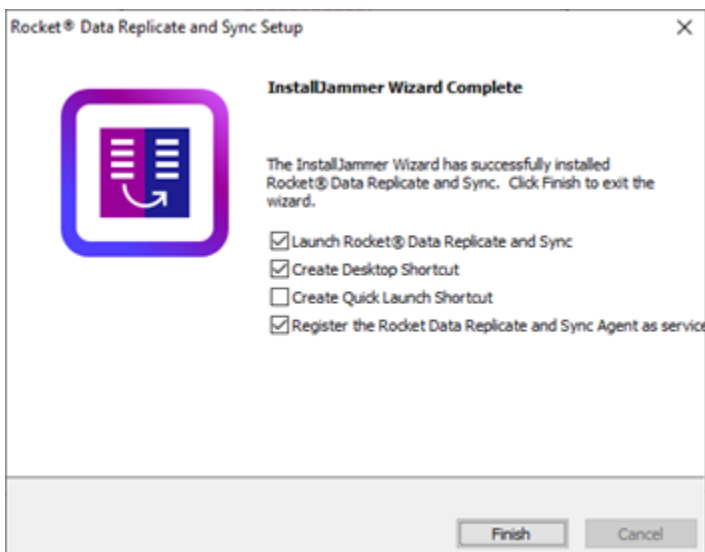 Rocket® Data Replicate and Sync Setup
InstallJammer Wizard Complete
The InstallJammer Wizard has successfully installed
Rocket® Data Replicate and Sync. Click Finish to exit the
wizard.
Launch Rocket® Data Replicate and Sync
Create Desktop Shortcut
Create Quick Launch Shortcut
Register the Rocket Data Replicate and Sync Agent as service
Finish
Cancel